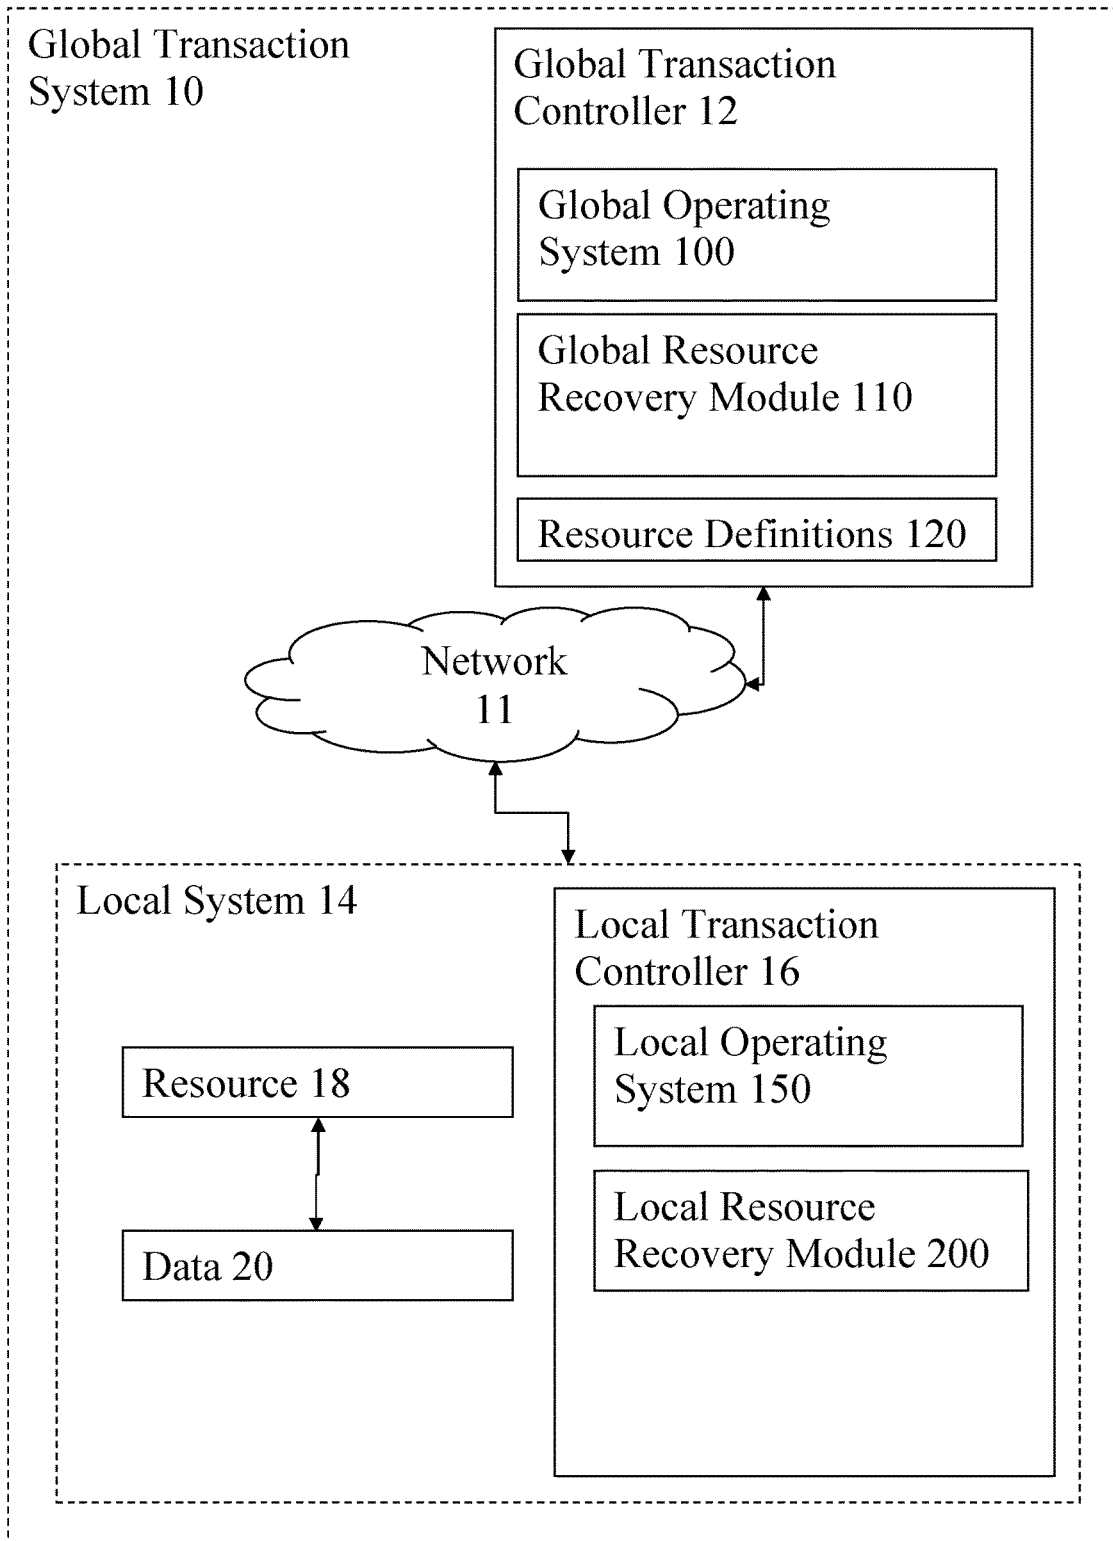 Global Transaction
System 10
Global Transaction
Controller 12
Global Operating
System 100
Global Resource
Recovery Module 110
Resource Definitions 120
Network
11
Local System 14
Local Transaction
Controller 16
Local Operating
System 150
Resource 18
Local Resource
Recovery Module 200
Data 20